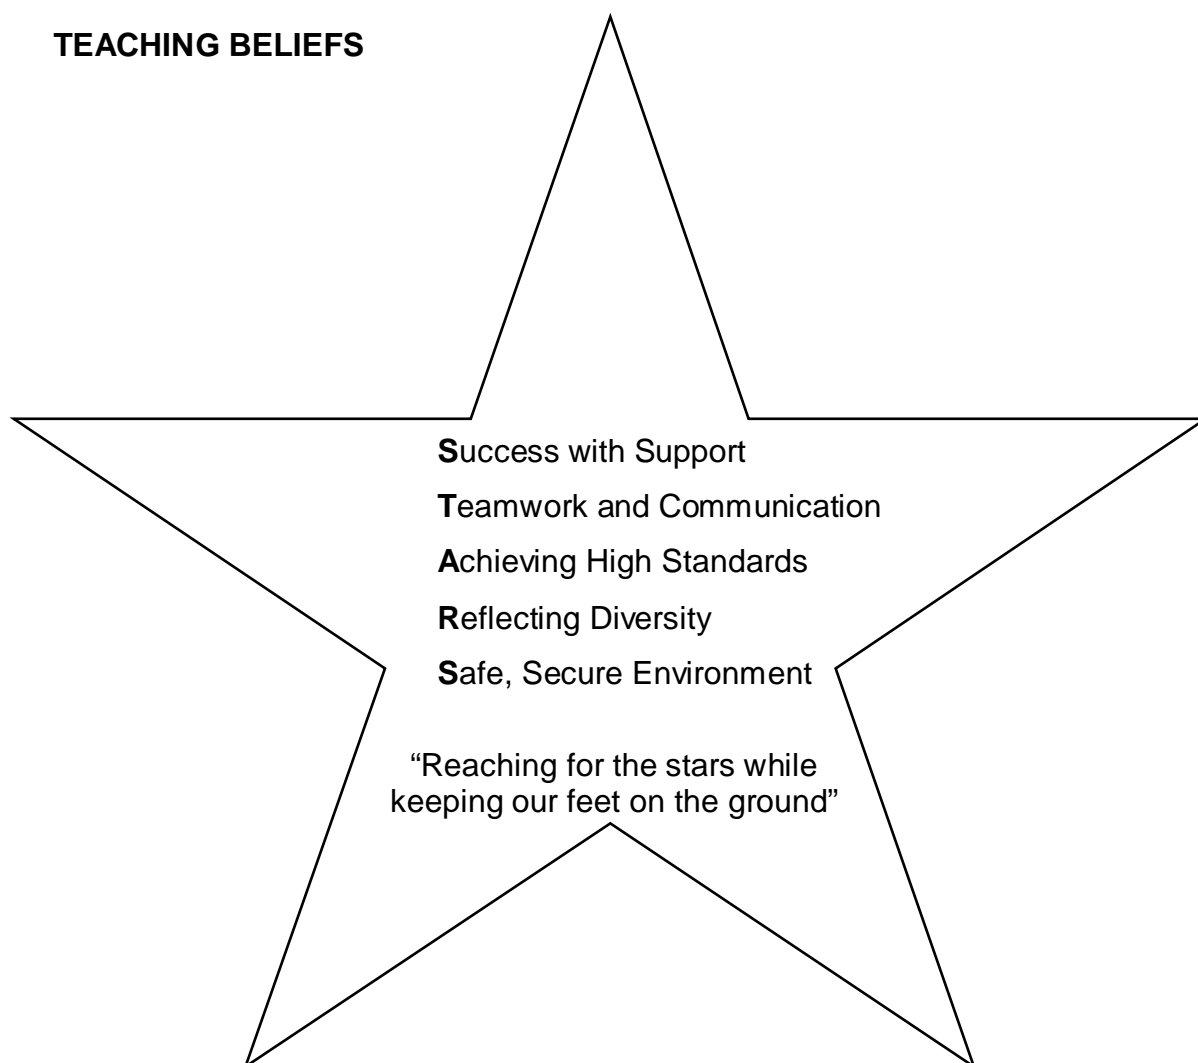 TEACHING BELIEFS
Success with Support
Teamwork and Communication
Achieving High Standards
Reflecting Diversity
Safe, Secure Environment
“Reaching for the stars while
keeping our feet on the ground”